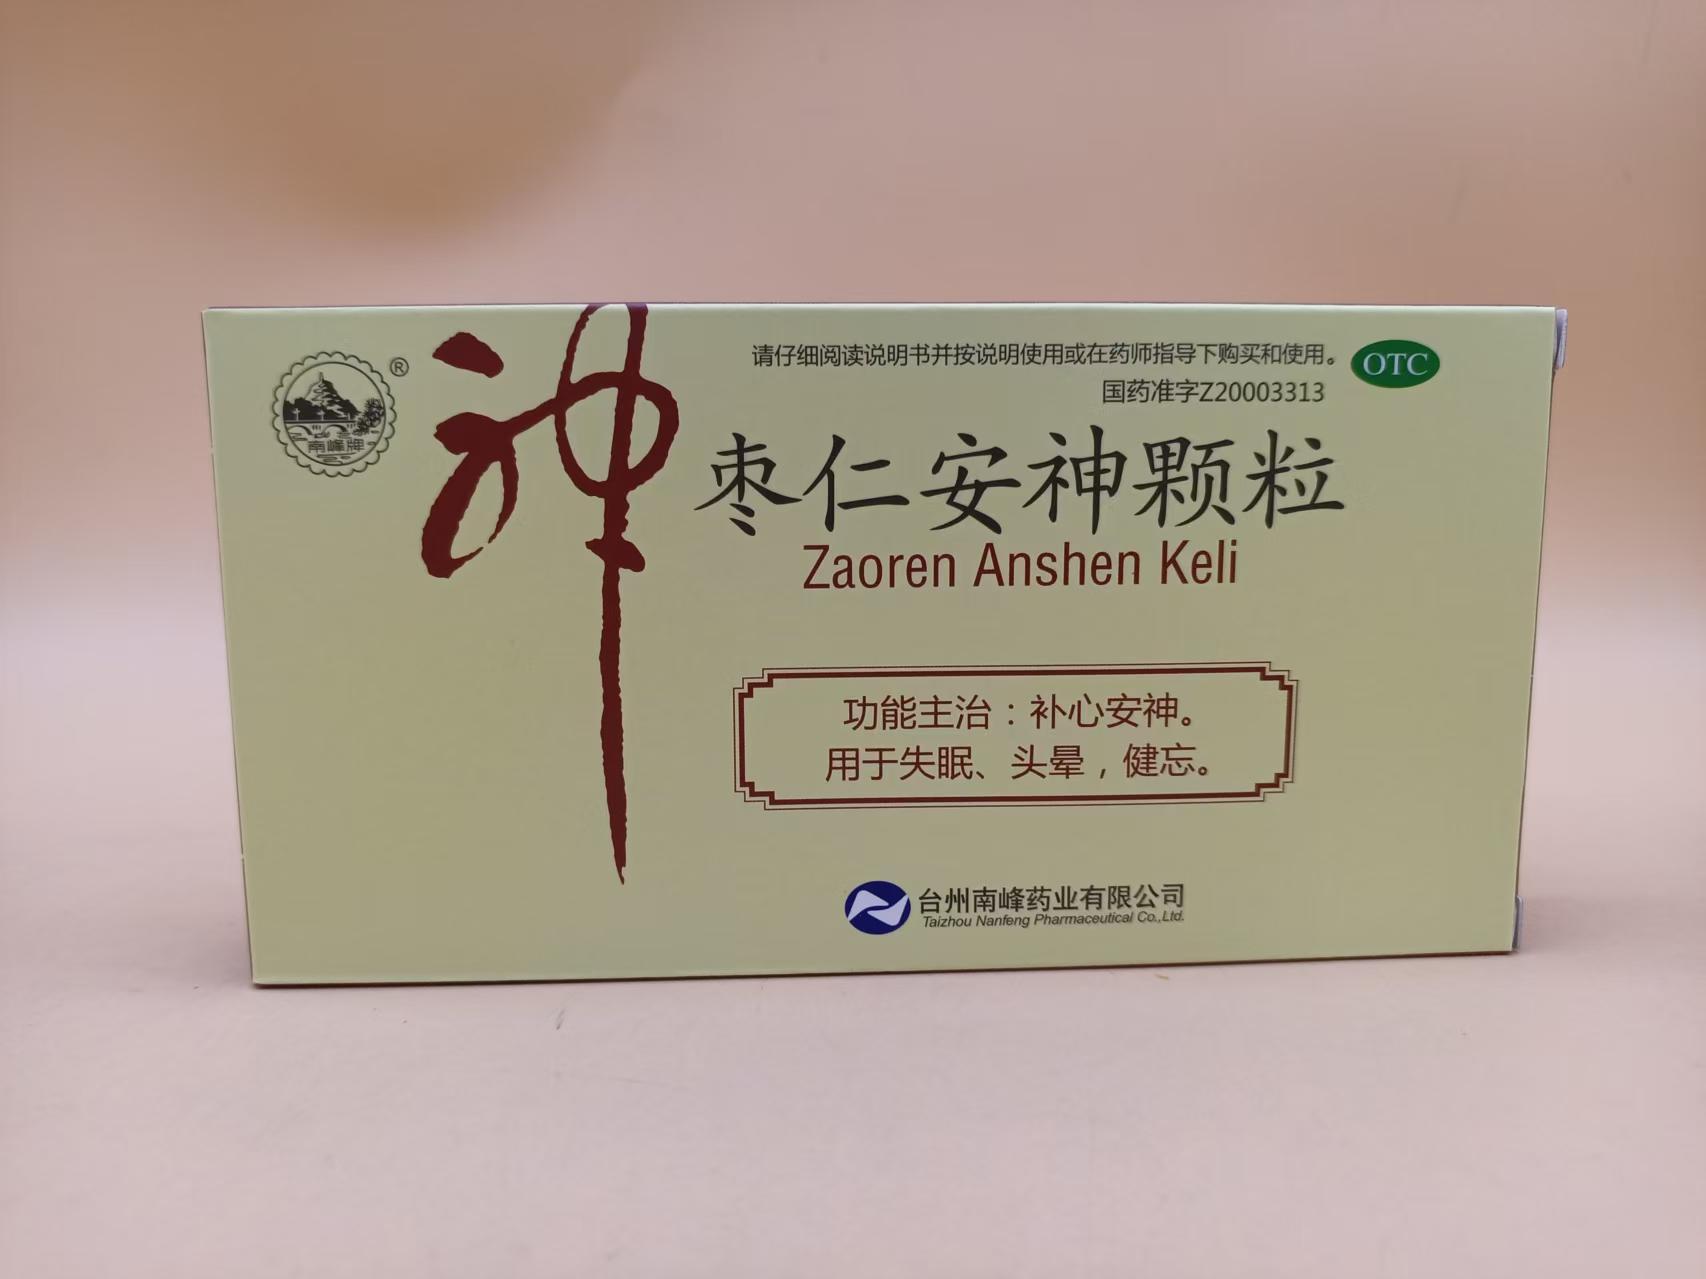 南峰牌
®
神
请仔细阅读说明书并按说明使用或在药师指导下购买和使用。
OTC
国药准字Z20003313
枣仁安神颗粒
Zaoren Anshen Keli
功能主治：补心安神。
用于失眠、头晕，健忘。
台州南峰药业有限公司
Taizhou Nanfeng Pharmaceutical Co.,Ltd.